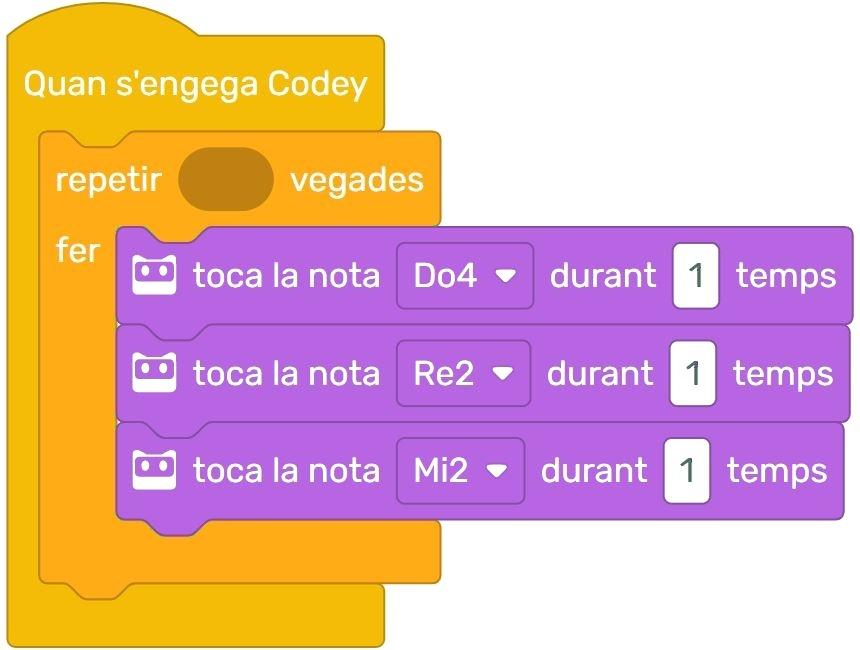 Quan s'engega Codey
repetir vegades
fer
toca la nota Do4 durant 1 temps
toca la nota Re2 durant 1 temps
toca la nota Mi2 durant 1 temps